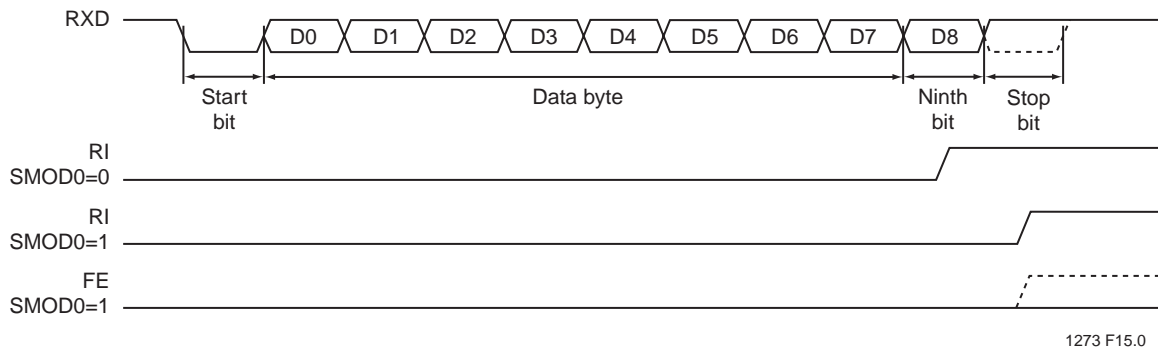 RXD
D0 D1 D2 D3 D4 D5 D6 D7 D8
Start
bit
Data byte
Ninth
bit
Stop
bit
RI
SMOD0=0
RI
SMOD0=1
FE
SMOD0=1
1273 F15.0